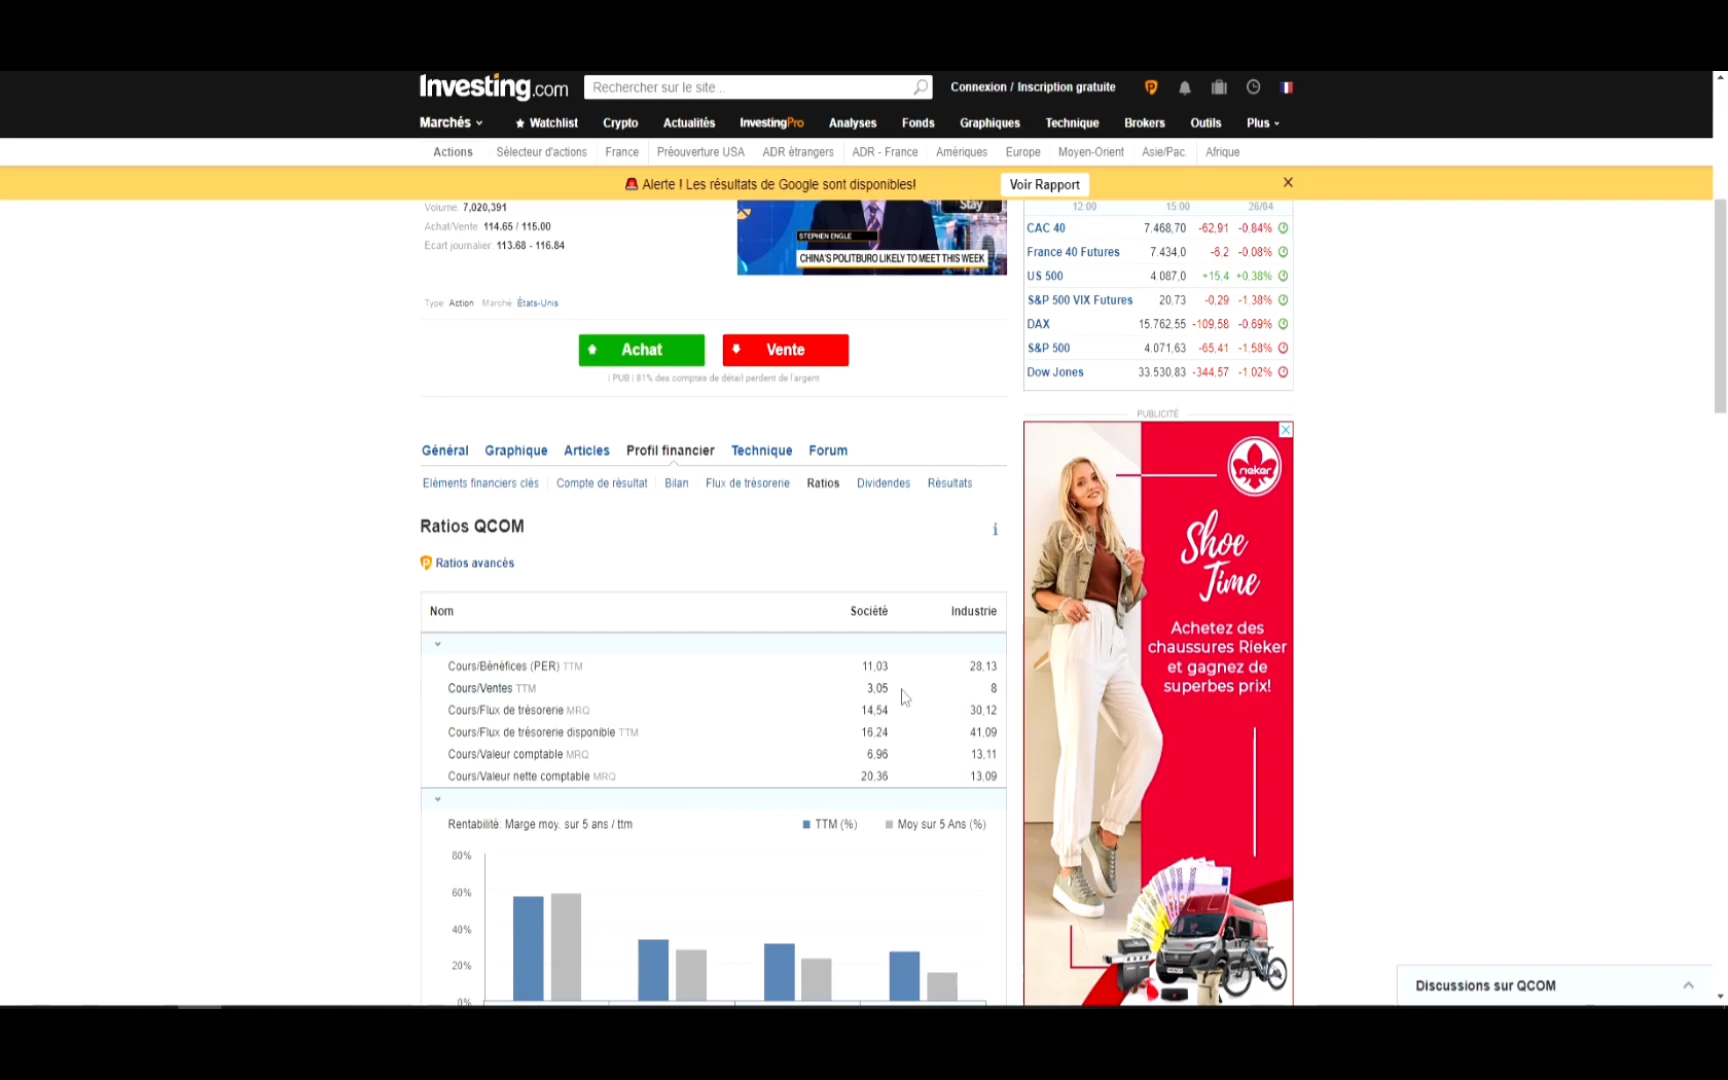 Investing.com
Rechercher sur le site...
Connexion / Inscription gratuite
Marchés
Watchlist
Crypto
Actualités
InvestingPro
Analyses
Fonds
Graphiques
Technique
Brokers
Outils
Plus
Actions
Sélecteur d'actions
France
Préouverture USA
ADR étrangers
ADR - France
Amériques
Europe
Moyen-Orient
Asie/Pac.
Afrique
Alerte ! Les résultats de Google sont disponibles!
Voir Rapport
Volume: 7,020,391
Achat/Vente: 114.65 / 115.00
Ecart journalier: 113.68 - 116.84
Stay
STEPHEN ENGLE
CHINA'S POLITBURO LIKELY TO MEET THIS WEEK
Type: Action Marché: États-Unis
Achat
Vente
| PUB | 81% des comptes de détail perdent de l'argent
12:00 15:00 26/04
CAC 40 7.468,70 -62,91 -0,84%
France 40 Futures 7.434,0 -6,2 -0,08%
US 500 4.087,0 +15,4 +0,38%
S&P 500 VIX Futures 20,73 -0,29 -1,38%
DAX 15.762,55 -109,58 -0,69%
S&P 500 4.071,63 -65,41 -1,58%
Dow Jones 33.530,83 -344,57 -1,02%
PUBLICITÉ
Général
Graphique
Articles
Profil financier
Technique
Forum
Eléments financiers clés
Compte de résultat
Bilan
Flux de trésorerie
Ratios
Dividendes
Résultats
Ratios QCOM
Ratios avancés
Nom Société Industrie
Cours/Bénéfices (PER) TTM 11,03 28,13
Cours/Ventes TTM 3,05 8
Cours/Flux de trésorerie MRQ 14,54 30,12
Cours/Flux de trésorerie disponible TTM 16,24 41,09
Cours/Valeur comptable MRQ 6,96 13,11
Cours/Valeur nette comptable MRQ 20,36 13,09
Rentabilité: Marge moy. sur 5 ans / ttm
TTM (%)
Moy sur 5 Ans (%)
80%
60%
40%
20%
0%
rieker
Shoe
Time
Achetez des
chaussures Rieker
et gagnez de
superbes prix!
Discussions sur QCOM